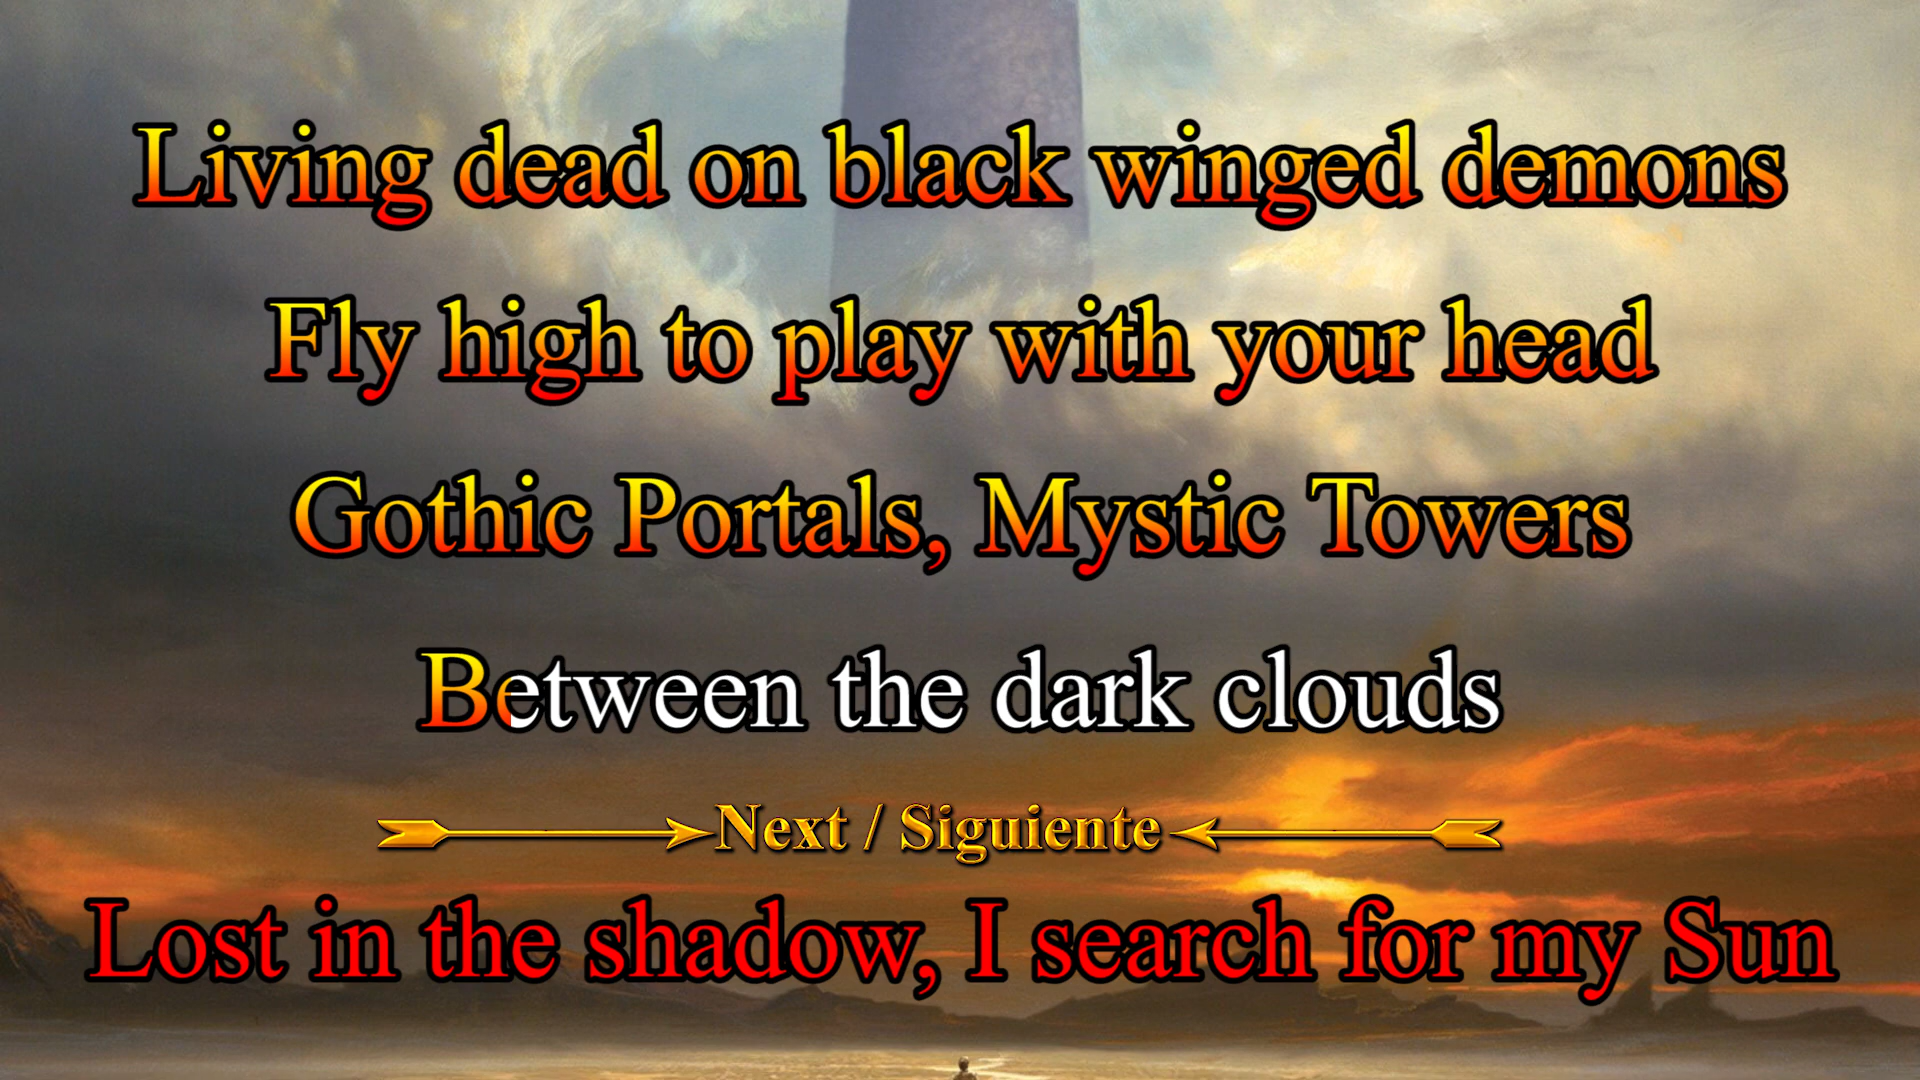 Living dead on black winged demons
Fly high to play with your head
Gothic Portals, Mystic Towers
Between the dark clouds
Next / Siguiente
Lost in the shadow, I search for my Sun